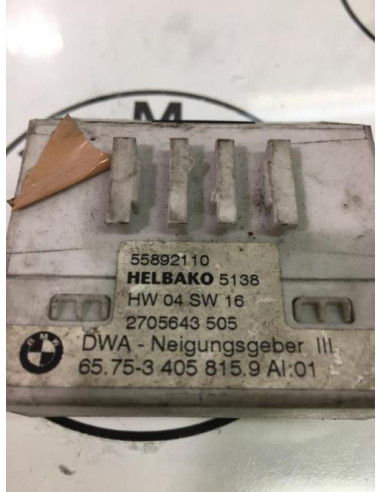 M
55892110
HELBAKO 5138
HW 04 SW 16
2705643 505
BMW
DWA - Neigungsgeber III
65.75-3 405 815.9 AI:01